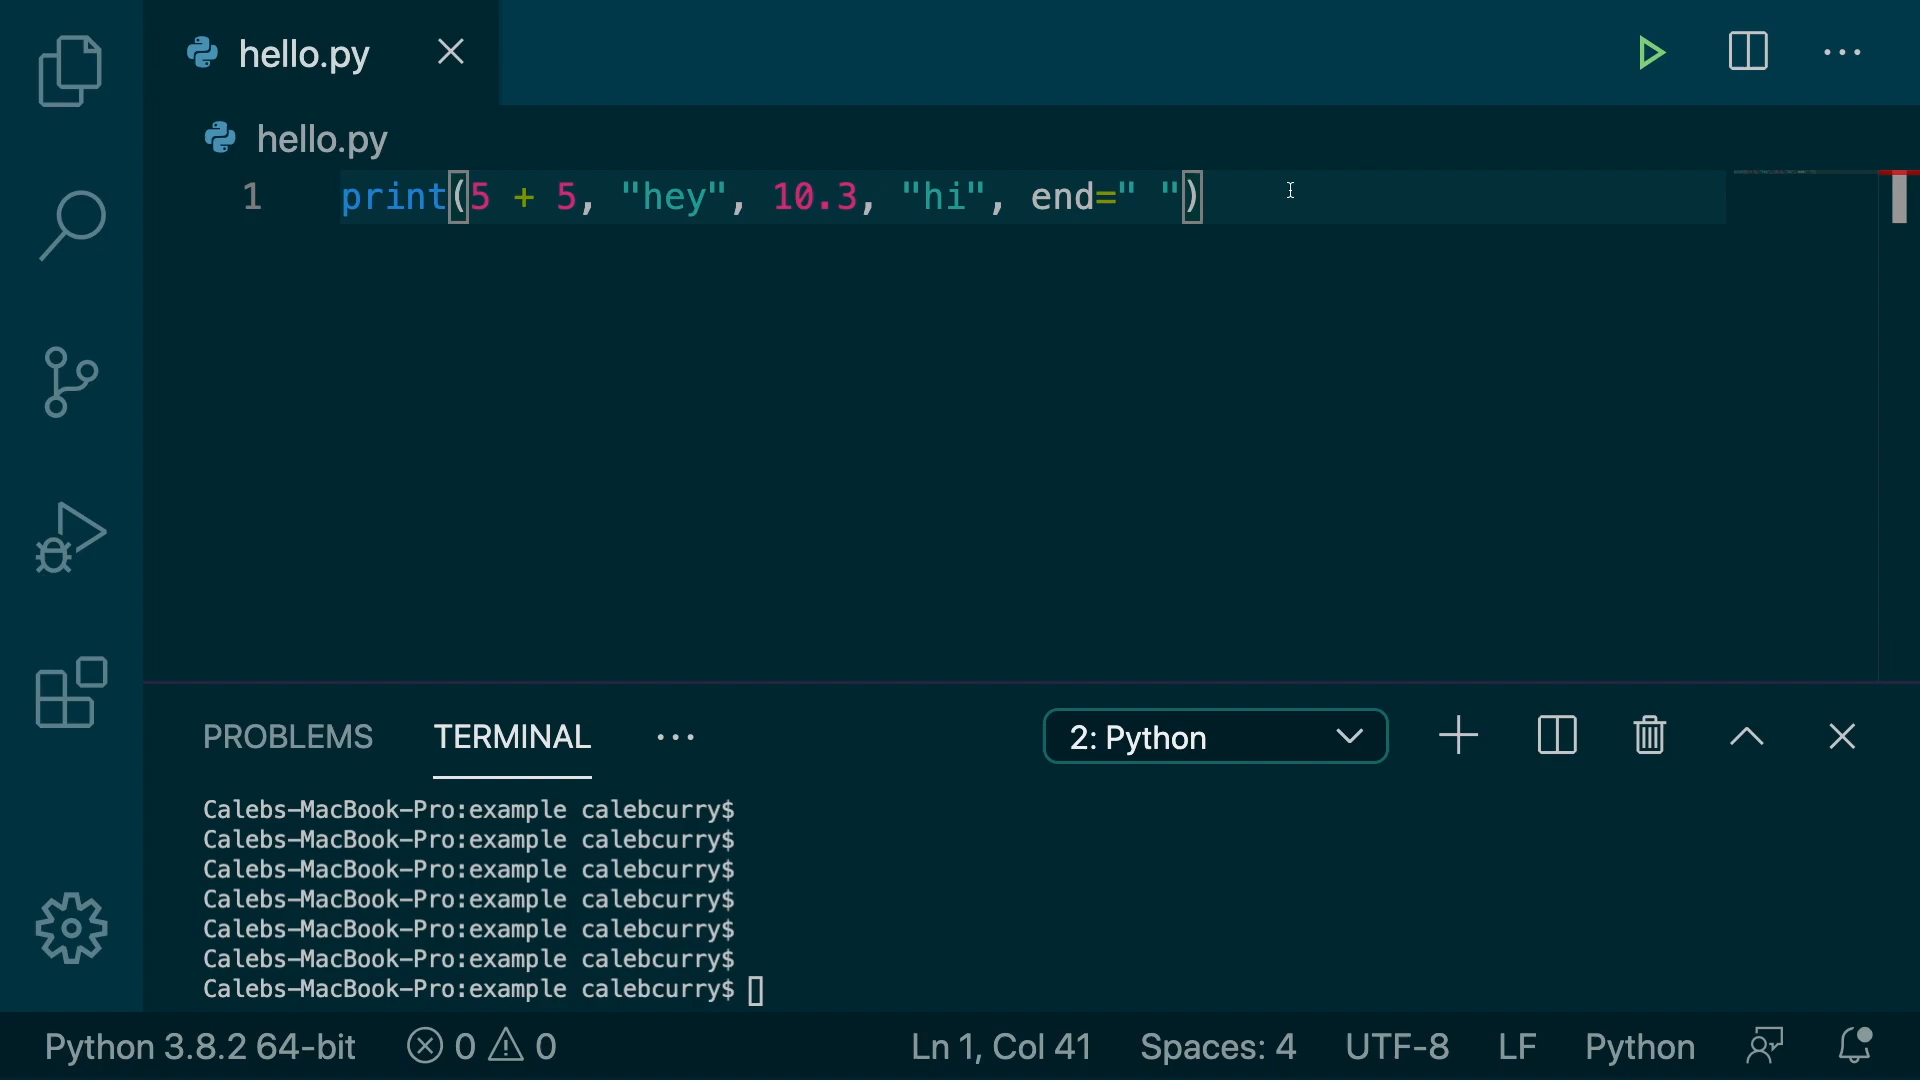 hello.py
hello.py
1 print(5 + 5, "hey", 10.3, "hi", end=" ")
PROBLEMS TERMINAL ··· 2: Python
Calebs-MacBook-Pro:example calebcurry$
Calebs-MacBook-Pro:example calebcurry$
Calebs-MacBook-Pro:example calebcurry$
Calebs-MacBook-Pro:example calebcurry$
Calebs-MacBook-Pro:example calebcurry$
Calebs-MacBook-Pro:example calebcurry$
Calebs-MacBook-Pro:example calebcurry$
Python 3.8.2 64-bit 0 0 Ln 1, Col 41 Spaces: 4 UTF-8 LF Python